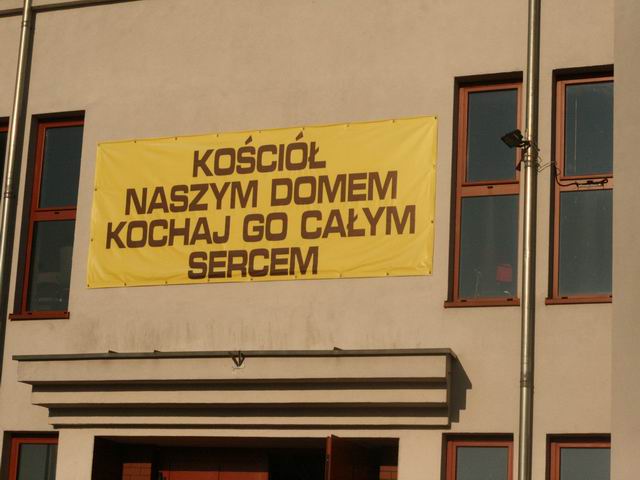 KOŚCIÓŁ
NASZYM DOMEM
KOCHAJ GO CAŁYM
SERCEM